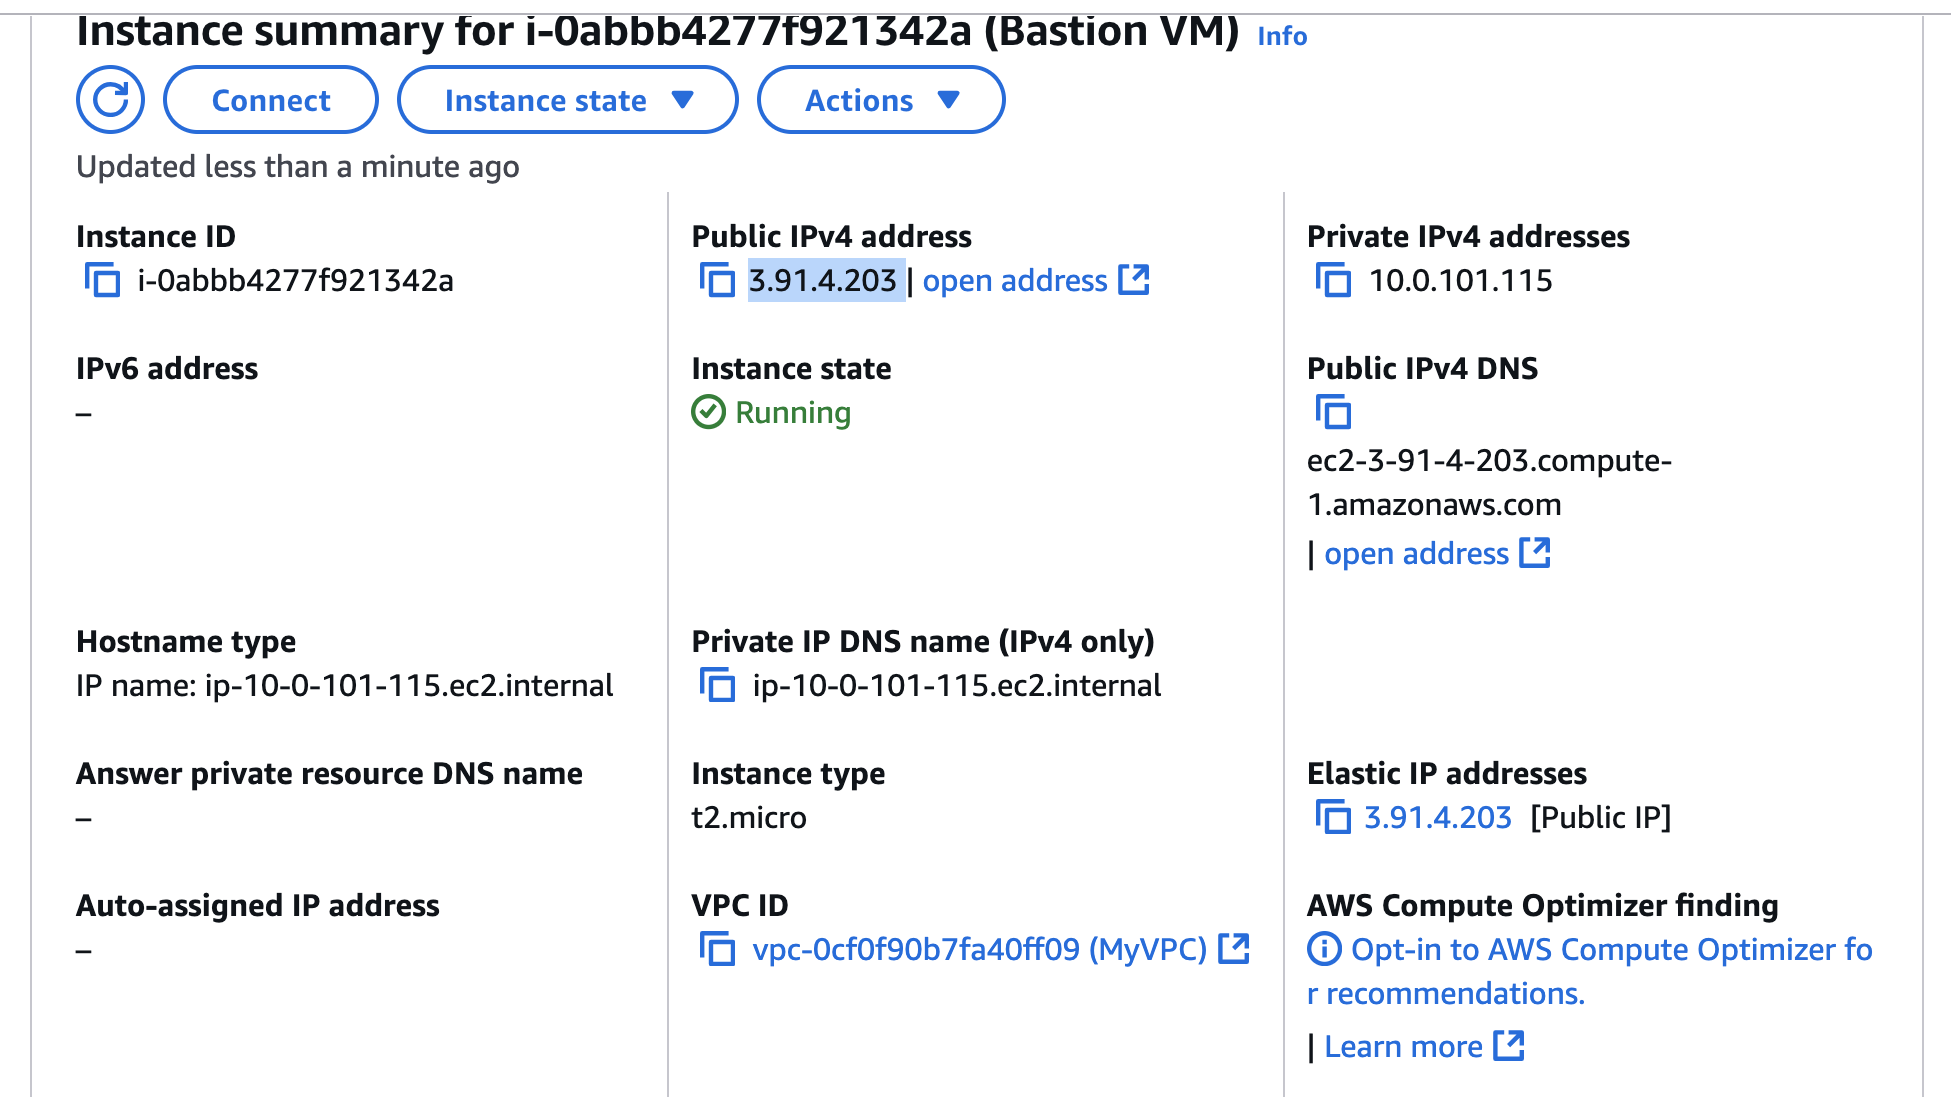 Instance summary for i-0abbb4277f921342a (Bastion VM) Info
Connect
Instance state
Actions
Updated less than a minute ago
Instance ID
i-0abbb4277f921342a
Public IPv4 address
3.91.4.203 | open address
Private IPv4 addresses
10.0.101.115
IPv6 address
–
Instance state
Running
Public IPv4 DNS
ec2-3-91-4-203.compute-
1.amazonaws.com
| open address
Hostname type
IP name: ip-10-0-101-115.ec2.internal
Private IP DNS name (IPv4 only)
ip-10-0-101-115.ec2.internal
Answer private resource DNS name
–
Instance type
t2.micro
Elastic IP addresses
3.91.4.203 [Public IP]
Auto-assigned IP address
–
VPC ID
vpc-0cf0f90b7fa40ff09 (MyVPC)
AWS Compute Optimizer finding
Opt-in to AWS Compute Optimizer fo
r recommendations.
| Learn more